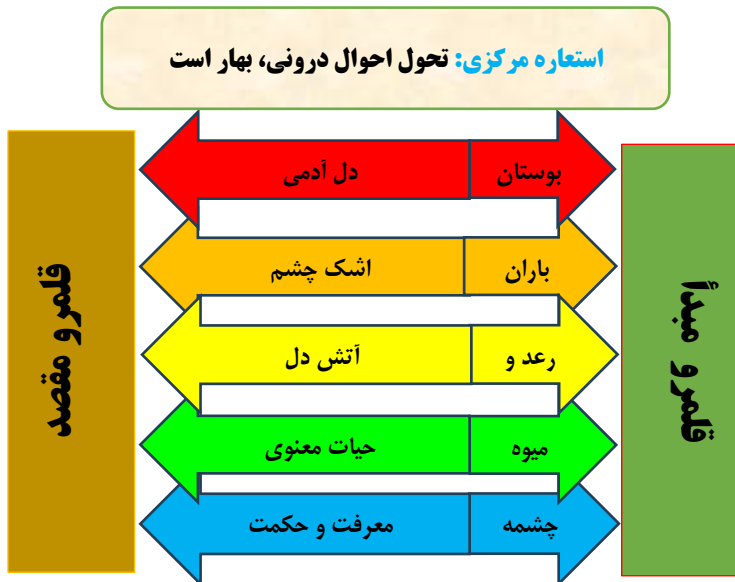 استعاره مرکزی: تحول احوال درونی، بهار است
قلمرو مبدأ
بوستان
دل آدمی
باران
اشک چشم
رعد و
آتش دل
میوه
حیات معنوی
چشمه
معرفت و حکمت
قلمرو مقصد